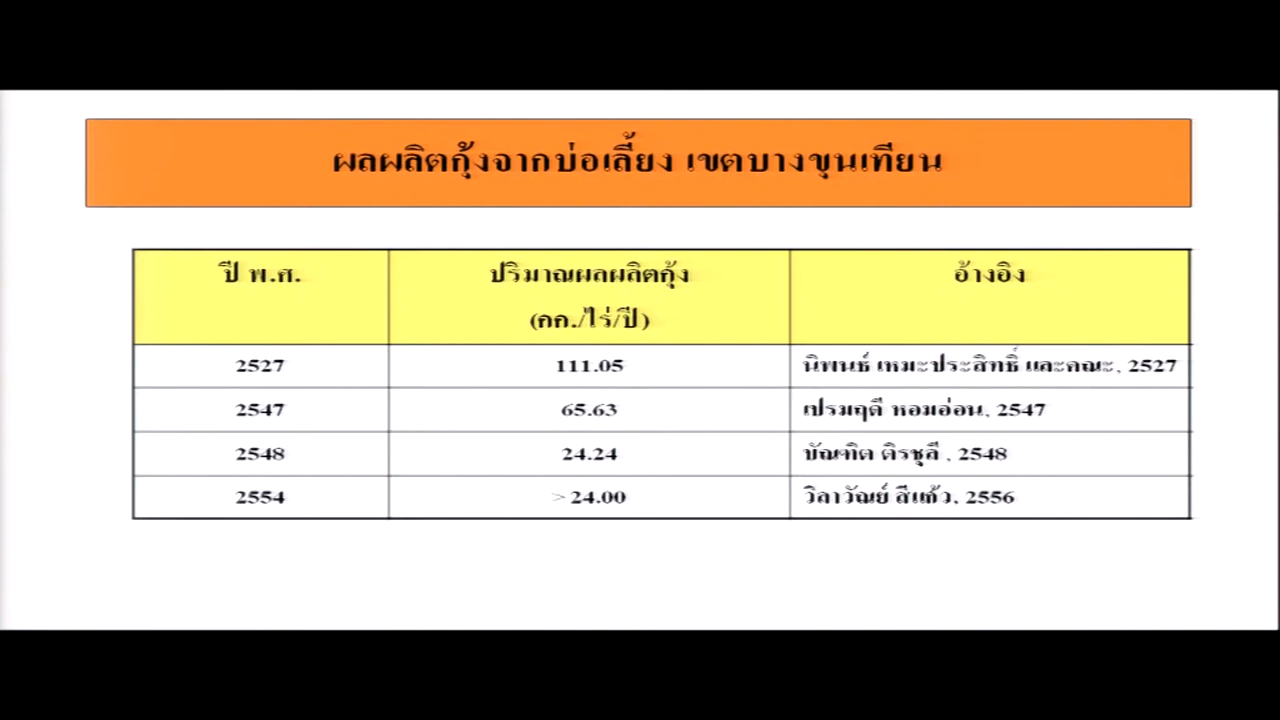 ผลผลิตกุ้งจากบ่อเลี้ยง เขตบางขุนเทียน
ปี พ.ศ. ปริมาณผลผลิตกุ้ง อ้างอิง
(กก./ไร่/ปี)
2527 111.05 นิพนธ์ เหมะประสิทธิ์ และคณะ, 2527
2547 65.63 เปรมฤดี หอมอ่อน, 2547
2548 24.24 บัณฑิต ติรชุลี , 2548
2554 > 24.00 วิลาวัณย์ สีแก้ว, 2556